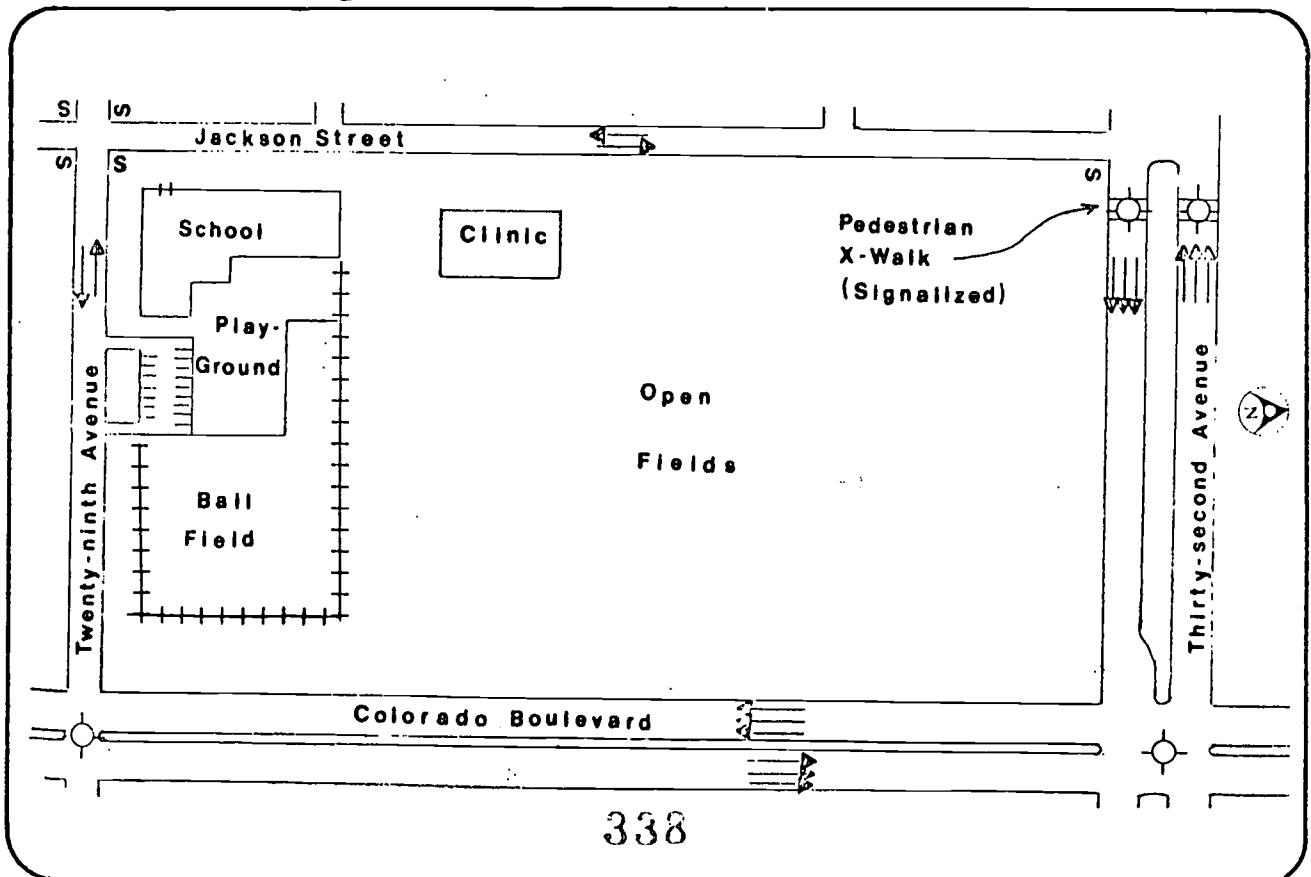 S S
Jackson Street
S S S
School
Clinic
Pedestrian
X-Walk
(Signalized)
Play-
Ground
Open
Fields
Twenty-ninth Avenue
Thirty-second Avenue
N
Ball
Field
Colorado Boulevard
338